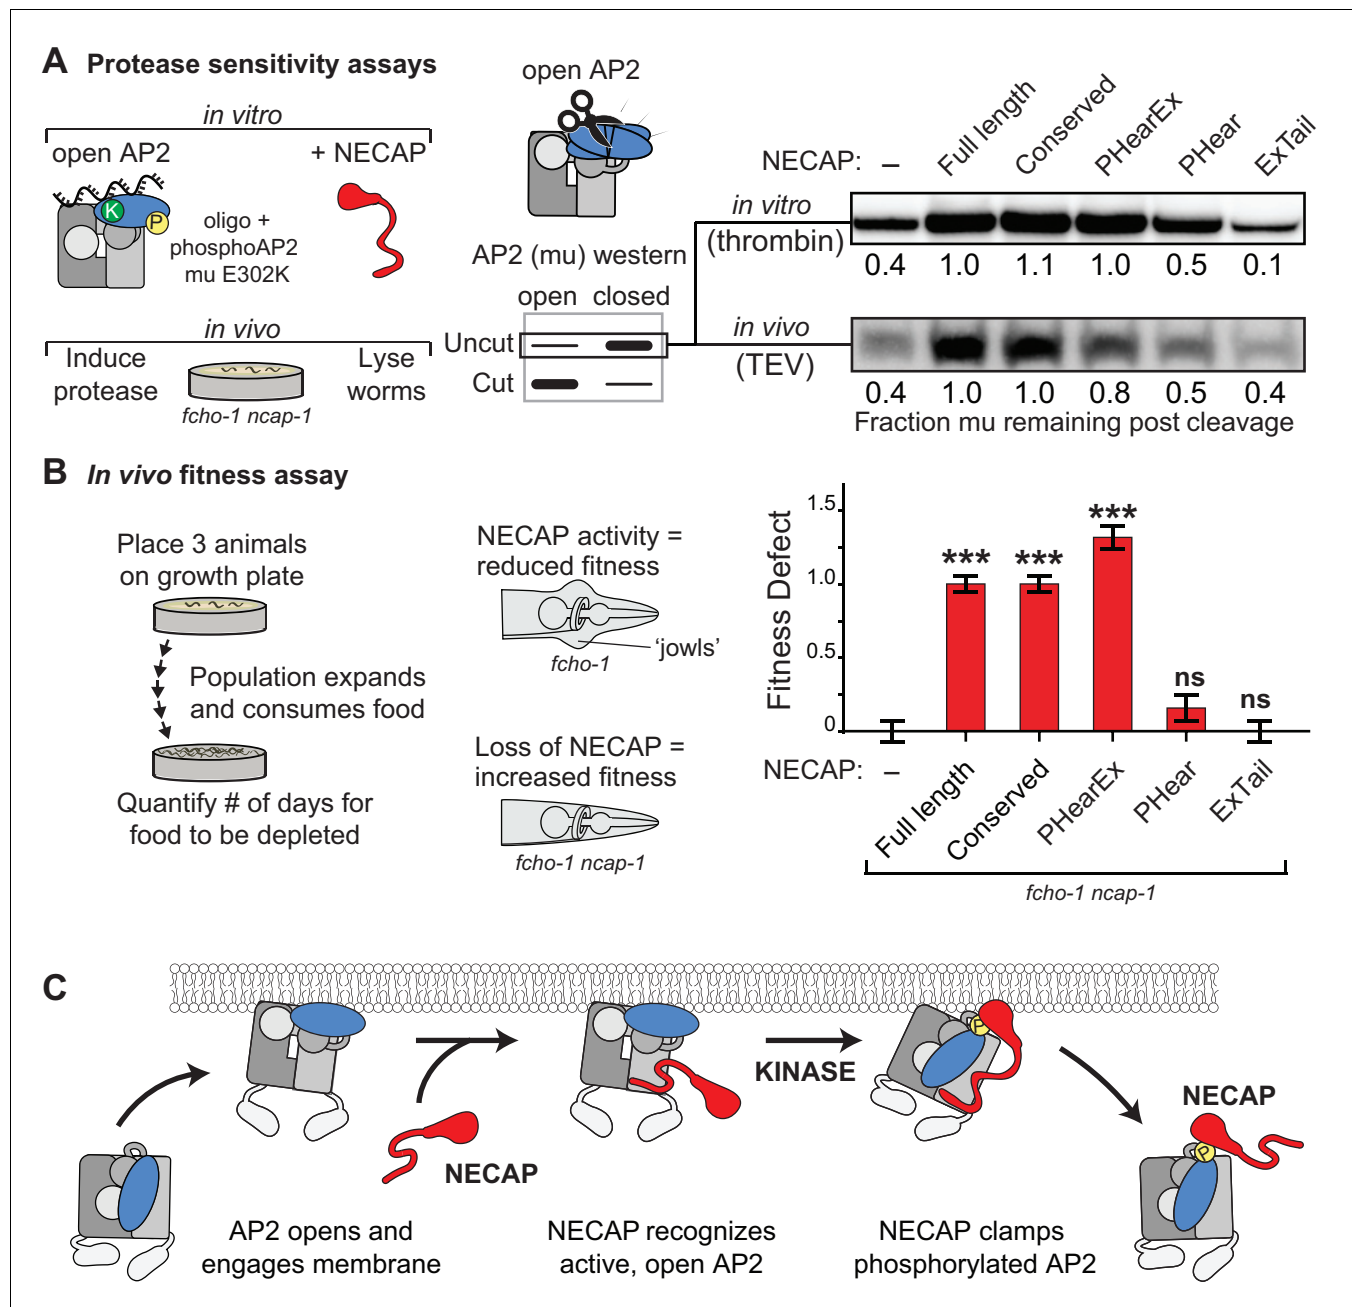 A Protease sensitivity assays
in vitro
open AP2
+ NECAP
K
P
oligo +
phosphoAP2
mu E302K
in vivo
Induce
protease
fcho-1 ncap-1
Lyse
worms
open AP2
AP2 (mu) western
open closed
Uncut
Cut
NECAP: – Full length Conserved PHearEx PHear ExTail
in vitro
(thrombin)
0.4 1.0 1.1 1.0 0.5 0.1
in vivo
(TEV)
0.4 1.0 1.0 0.8 0.5 0.4
Fraction mu remaining post cleavage
B In vivo fitness assay
Place 3 animals
on growth plate
Population expands
and consumes food
Quantify # of days for
food to be depleted
NECAP activity =
reduced fitness
'jowls'
fcho-1
Loss of NECAP =
increased fitness
fcho-1 ncap-1
Fitness Defect
1.5
1.0
0.5
0
*** *** *** ns ns
NECAP: – Full length Conserved PHearEx PHear ExTail
fcho-1 ncap-1
C
KINASE
P
NECAP
NECAP
P
AP2 opens and
engages membrane
NECAP recognizes
active, open AP2
NECAP clamps
phosphorylated AP2